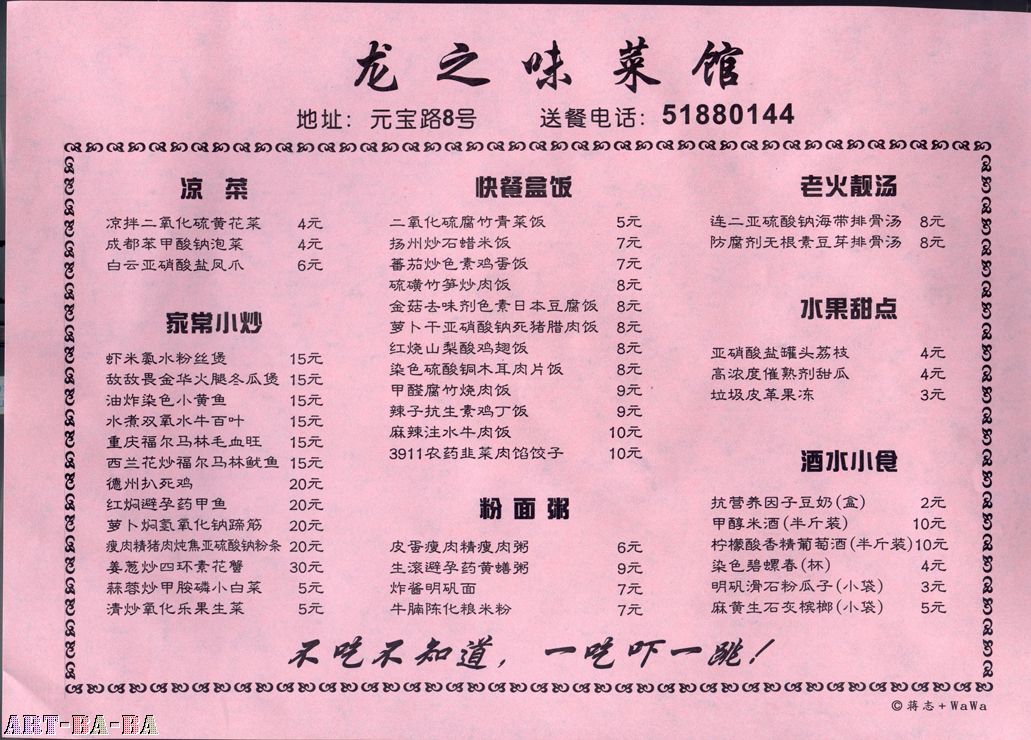 龙之味菜馆
地址：元宝路8号 送餐电话：51880144
凉菜
凉拌二氧化硫黄花菜 4元
成都苯甲酸钠泡菜 4元
白云亚硝酸盐凤爪 6元
家常小炒
虾米氨水粉丝煲 15元
敌敌畏金华火腿冬瓜煲 15元
油炸染色小黄鱼 15元
水煮双氧水牛百叶 15元
重庆福尔马林毛血旺 15元
西兰花炒福尔马林鱿鱼 15元
德州扒死鸡 20元
红焖避孕药甲鱼 20元
萝卜焖氢氧化钠蹄筋 20元
瘦肉精猪肉炖焦亚硫酸钠粉条 20元
姜葱炒四环素花蟹 30元
蒜蓉炒甲胺磷小白菜 5元
清炒氧化乐果生菜 5元
快餐盒饭
二氧化硫腐竹青菜饭 5元
扬州炒石蜡米饭 7元
蕃茄炒色素鸡蛋饭 7元
硫磺竹笋炒肉饭 8元
金菇去味剂色素日本豆腐饭 8元
萝卜干亚硝酸钠死猪腊肉饭 8元
红烧山梨酸鸡翅饭 8元
染色硫酸铜木耳肉片饭 8元
甲醛腐竹烧肉饭 9元
辣子抗生素鸡丁饭 9元
麻辣注水牛肉饭 10元
3911农药韭菜肉馅饺子 10元
粉面粥
皮蛋瘦肉精瘦肉粥 6元
生滚避孕药黄鳝粥 9元
炸酱明矾面 7元
牛腩陈化粮米粉 7元
老火靓汤
连二亚硫酸钠海带排骨汤 8元
防腐剂无根素豆芽排骨汤 8元
水果甜点
亚硝酸盐罐头荔枝 4元
高浓度催熟剂甜瓜 4元
垃圾皮革果冻 3元
酒水小食
抗营养因子豆奶(盒) 2元
甲醇米酒(半斤装) 10元
柠檬酸香精葡萄酒(半斤装) 10元
染色碧螺春(杯) 4元
明矾滑石粉瓜子(小袋) 3元
麻黄生石灰槟榔(小袋) 5元
不吃不知道，一吃吓一跳！
©蒋志+WaWa
ART-BA-BA